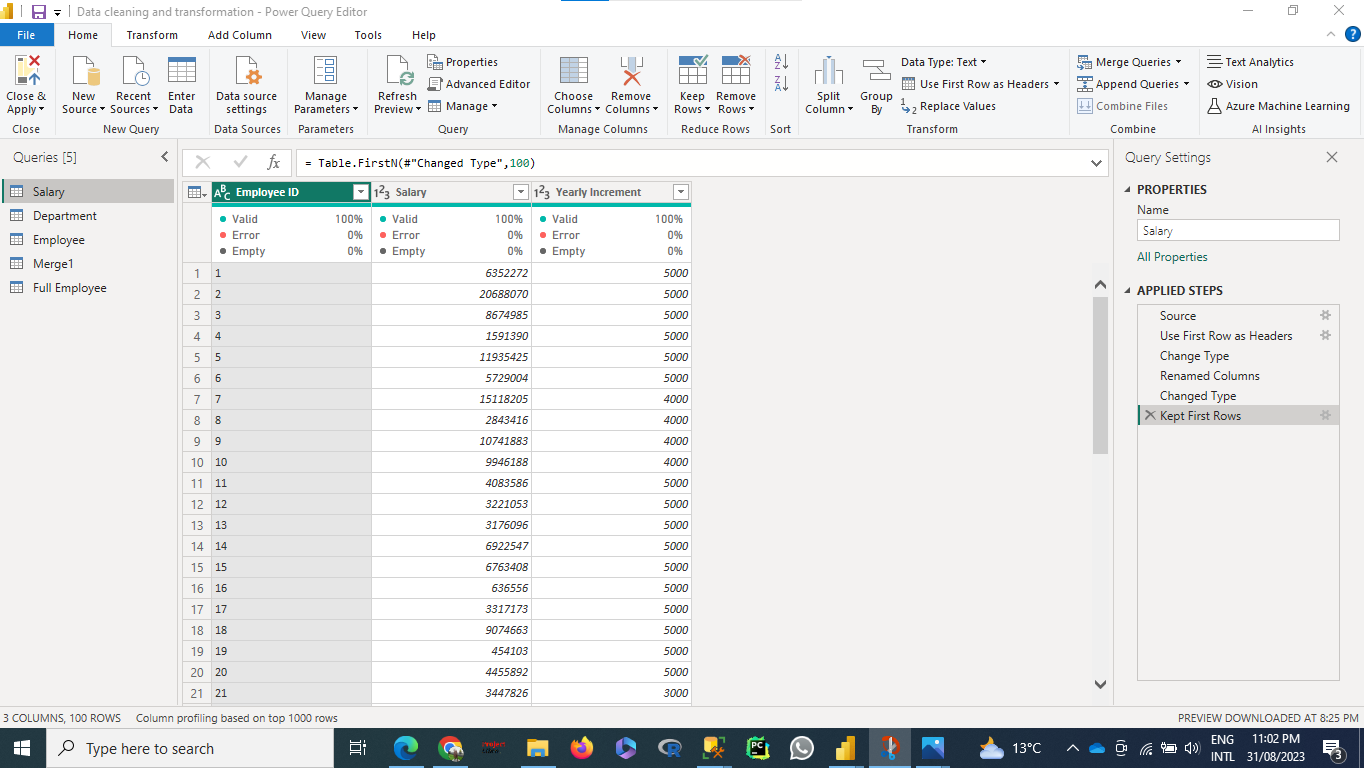 Data cleaning and transformation - Power Query Editor
File Home Transform Add Column View Tools Help
Close & Apply New Source Recent Sources Enter Data Data source settings Manage Parameters Refresh Preview Properties Advanced Editor Manage Choose Columns Remove Columns Keep Rows Remove Rows Split Column Group By Data Type: Text Use First Row as Headers Replace Values Merge Queries Append Queries Combine Files Text Analytics Vision Azure Machine Learning
Close New Query Data Sources Parameters Query Manage Columns Reduce Rows Sort Transform Combine AI Insights
Queries [5]
Salary
Department
Employee
Merge1
Full Employee
fx = Table.FirstN(#"Changed Type",100)
ABC Employee ID 123 Salary 123 Yearly Increment
Valid 100% Valid 100% Valid 100%
Error 0% Error 0% Error 0%
Empty 0% Empty 0% Empty 0%
1 1 6352272 5000
2 2 20688070 5000
3 3 8674985 5000
4 4 1591390 5000
5 5 11935425 5000
6 6 5729004 5000
7 7 15118205 4000
8 8 2843416 4000
9 9 10741883 4000
10 10 9946188 4000
11 11 4083586 5000
12 12 3221053 5000
13 13 3176096 5000
14 14 6922547 5000
15 15 6763408 5000
16 16 636556 5000
17 17 3317173 5000
18 18 9074663 5000
19 19 454103 5000
20 20 4455892 5000
21 21 3447826 3000
Query Settings
PROPERTIES
Name
Salary
All Properties
APPLIED STEPS
Source
Use First Row as Headers
Change Type
Renamed Columns
Changed Type
Kept First Rows
3 COLUMNS, 100 ROWS Column profiling based on top 1000 rows PREVIEW DOWNLOADED AT 8:25 PM
Type here to search 13°C ENG INTL 11:02 PM 31/08/2023 3